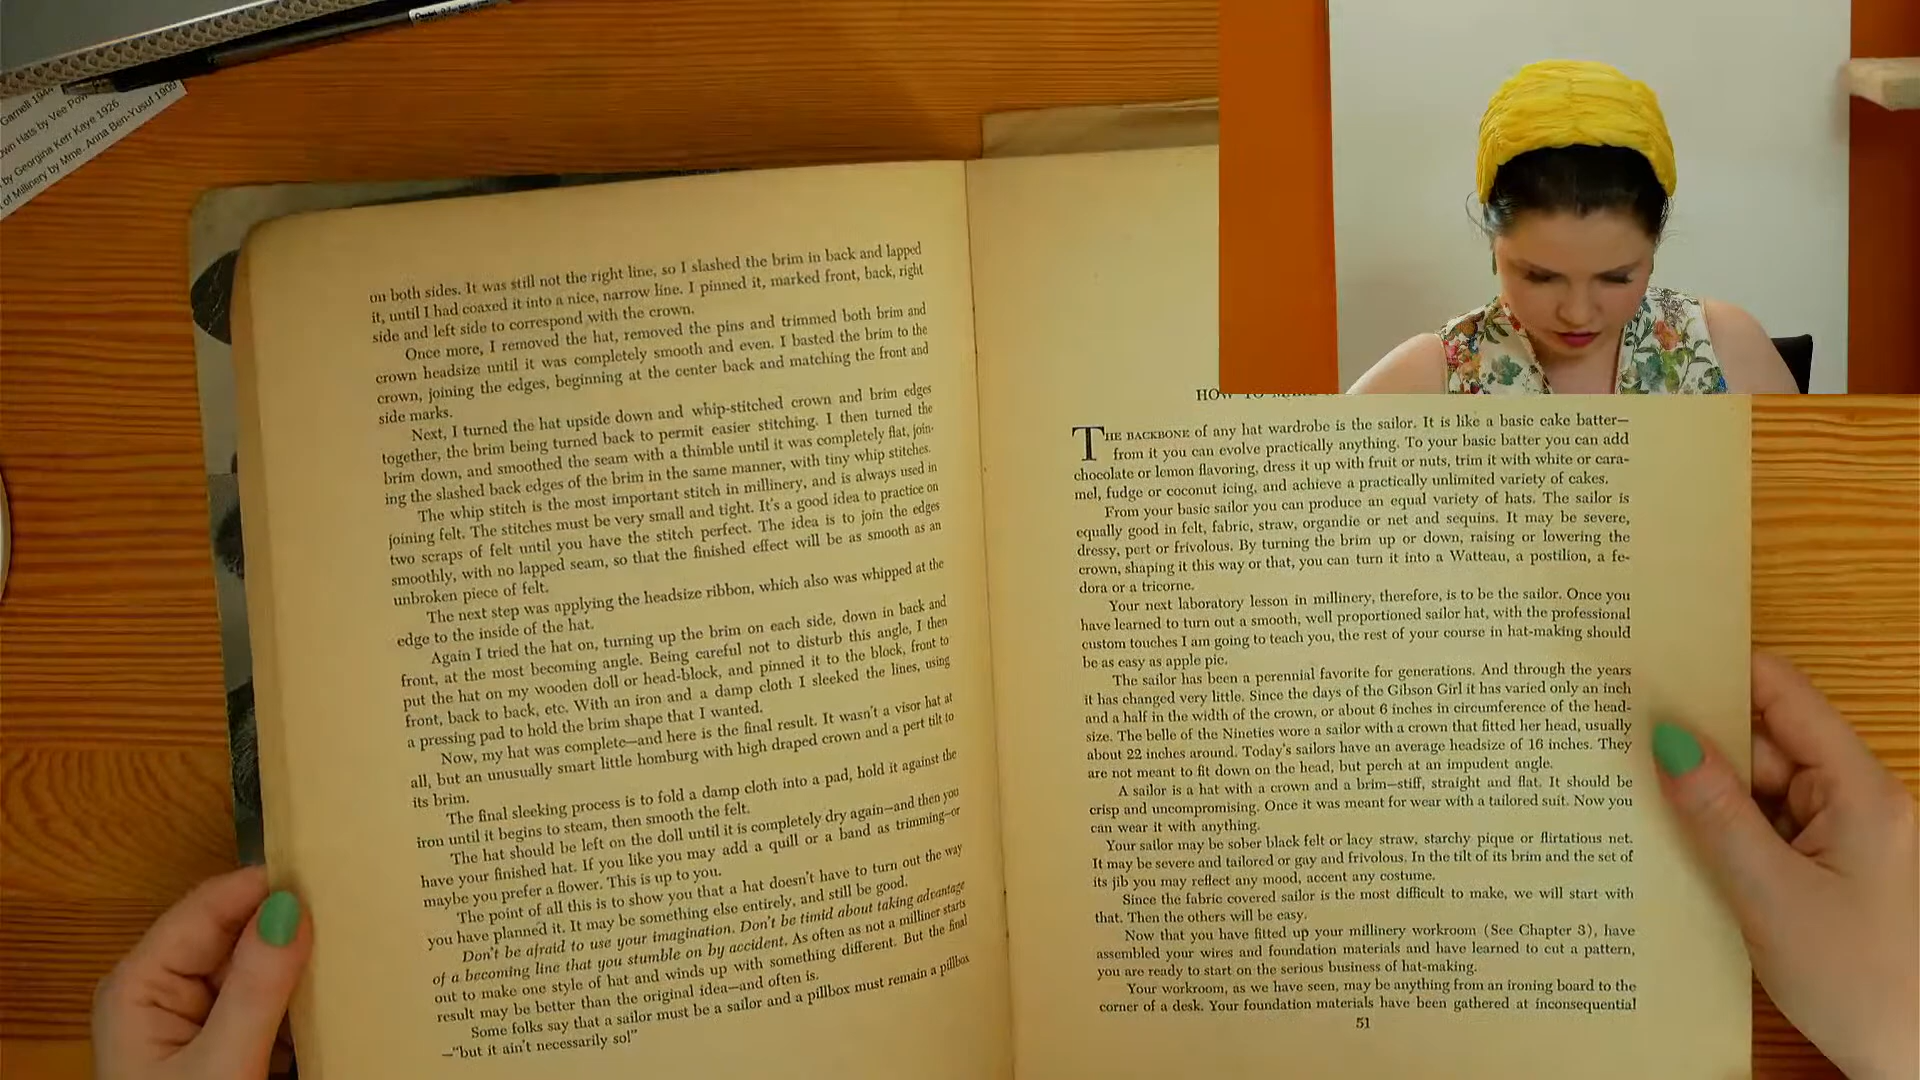 Pentel 0.7
Garnell 1944
wn Hats by Vee Pow
by Georgina Kerr Kaye 1926
of Millinery by Mme. Anna Ben-Yusuf 1909
on both sides. It was still not the right line, so I slashed the brim in back and lapped
it, until I had coaxed it into a nice, narrow line. I pinned it, marked front, back, right
side and left side to correspond with the crown.
Once more, I removed the hat, removed the pins and trimmed both brim and
crown headsize until it was completely smooth and even. I basted the brim to the
crown, joining the edges, beginning at the center back and matching the front and
side marks.
Next, I turned the hat upside down and whip-stitched crown and brim edges
together, the brim being turned back to permit easier stitching. I then turned the
brim down, and smoothed the seam with a thimble until it was completely flat, join-
ing the slashed back edges of the brim in the same manner, with tiny whip stitches.
The whip stitch is the most important stitch in millinery, and is always used in
joining felt. The stitches must be very small and tight. It's a good idea to practice on
two scraps of felt until you have the stitch perfect. The idea is to join the edges
smoothly, with no lapped seam, so that the finished effect will be as smooth as an
unbroken piece of felt.
The next step was applying the headsize ribbon, which also was whipped at the
edge to the inside of the hat.
Again I tried the hat on, turning up the brim on each side, down in back and
front, at the most becoming angle. Being careful not to disturb this angle, I then
put the hat on my wooden doll or head-block, and pinned it to the block, front to
front, back to back, etc. With an iron and a damp cloth I sleeked the lines, using
a pressing pad to hold the brim shape that I wanted.
Now, my hat was complete—and here is the final result. It wasn't a visor hat at
all, but an unusually smart little homburg with high draped crown and a pert tilt to
its brim.
The final sleeking process is to fold a damp cloth into a pad, hold it against the
iron until it begins to steam, then smooth the felt.
The hat should be left on the doll until it is completely dry again—and then you
have your finished hat. If you like you may add a quill or a band as trimming—or
maybe you prefer a flower. This is up to you.
The point of all this is to show you that a hat doesn't have to turn out the way
you have planned it. It may be something else entirely, and still be good.
Don't be afraid to use your imagination. Don't be timid about taking advantage
of a becoming line that you stumble on by accident. As often as not a milliner starts
out to make one style of hat and winds up with something different. But the final
result may be better than the original idea—and often is.
Some folks say that a sailor must be a sailor and a pillbox must remain a pillbox
—"but it ain't necessarily so!"
HOW TO
THE BACKBONE of any hat wardrobe is the sailor. It is like a basic cake batter—
from it you can evolve practically anything. To your basic batter you can add
chocolate or lemon flavoring, dress it up with fruit or nuts, trim it with white or cara-
mel, fudge or coconut icing, and achieve a practically unlimited variety of cakes.
From your basic sailor you can produce an equal variety of hats. The sailor is
equally good in felt, fabric, straw, organdie or net and sequins. It may be severe,
dressy, pert or frivolous. By turning the brim up or down, raising or lowering the
crown, shaping it this way or that, you can turn it into a Watteau, a postilion, a fe-
dora or a tricorne.
Your next laboratory lesson in millinery, therefore, is to be the sailor. Once you
have learned to turn out a smooth, well proportioned sailor hat, with the professional
custom touches I am going to teach you, the rest of your course in hat-making should
be as easy as apple pie.
The sailor has been a perennial favorite for generations. And through the years
it has changed very little. Since the days of the Gibson Girl it has varied only an inch
and a half in the width of the crown, or about 6 inches in circumference of the head-
size. The belle of the Nineties wore a sailor with a crown that fitted her head, usually
about 22 inches around. Today's sailors have an average headsize of 16 inches. They
are not meant to fit down on the head, but perch at an impudent angle.
A sailor is a hat with a crown and a brim—stiff, straight and flat. It should be
crisp and uncompromising. Once it was meant for wear with a tailored suit. Now you
can wear it with anything.
Your sailor may be sober black felt or lacy straw, starchy pique or flirtatious net.
It may be severe and tailored or gay and frivolous. In the tilt of its brim and the set of
its jib you may reflect any mood, accent any costume.
Since the fabric covered sailor is the most difficult to make, we will start with
that. Then the others will be easy.
Now that you have fitted up your millinery workroom (See Chapter 3), have
assembled your wires and foundation materials and have learned to cut a pattern,
you are ready to start on the serious business of hat-making.
Your workroom, as we have seen, may be anything from an ironing board to the
corner of a desk. Your foundation materials have been gathered at inconsequential
51